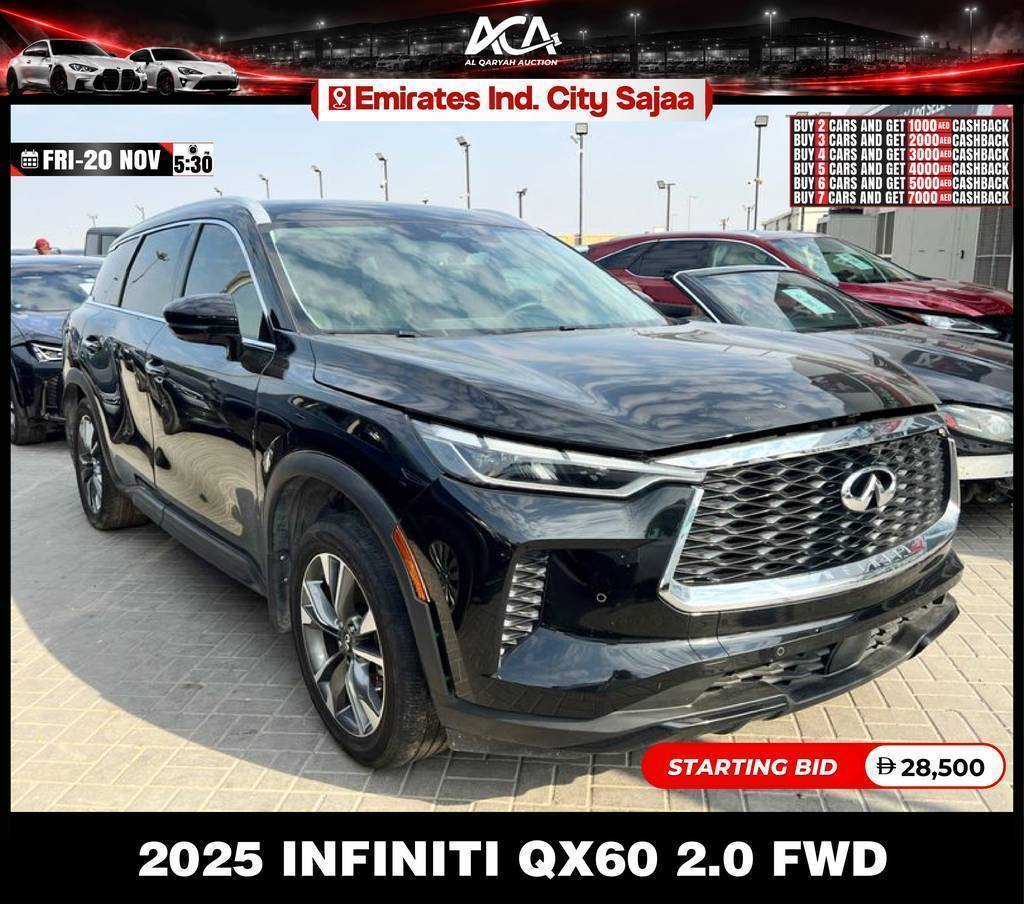 ACA
AL QARYAH AUCTION
Emirates Ind. City Sajaa
FRI-20 NOV 5:30
BUY 2 CARS AND GET 1000 AED CASHBACK
BUY 3 CARS AND GET 2000 AED CASHBACK
BUY 4 CARS AND GET 3000 AED CASHBACK
BUY 5 CARS AND GET 4000 AED CASHBACK
BUY 6 CARS AND GET 5000 AED CASHBACK
BUY 7 CARS AND GET 7000 AED CASHBACK
STARTING BID 28,500
2025 INFINITI QX60 2.0 FWD